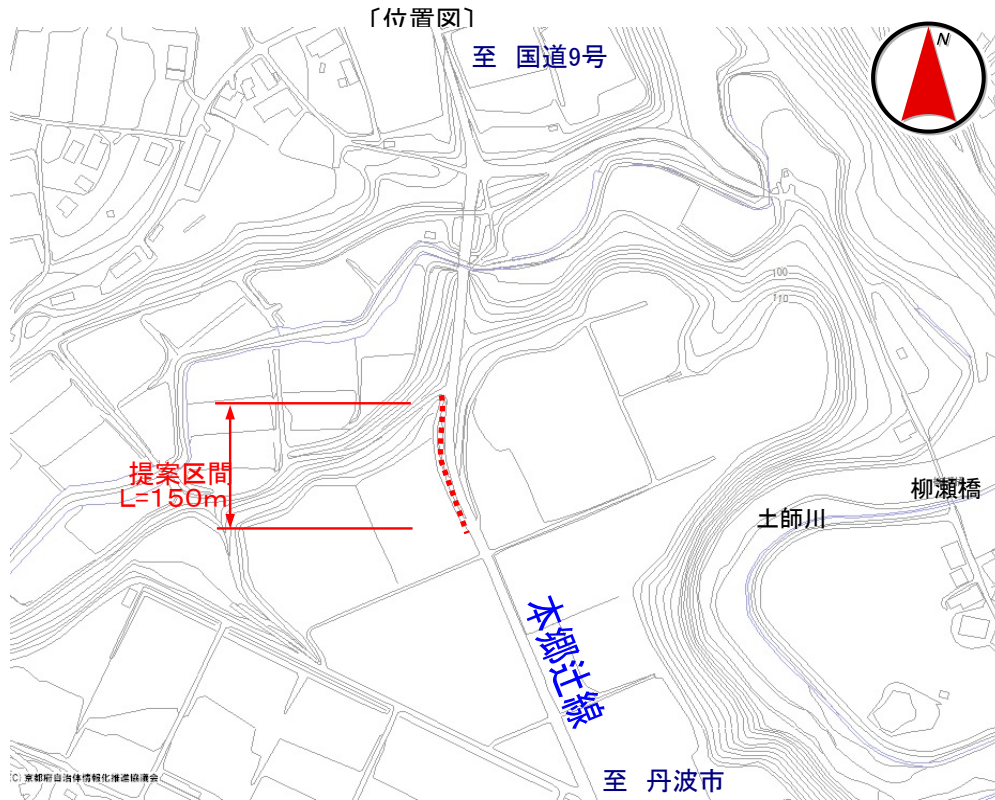 〔位置図〕
至 国道9号
N
100
110
提案区間
L=150m
柳瀬橋
土師川
本郷辻線
至 丹波市
(C) 京都府自治体情報化推進協議会